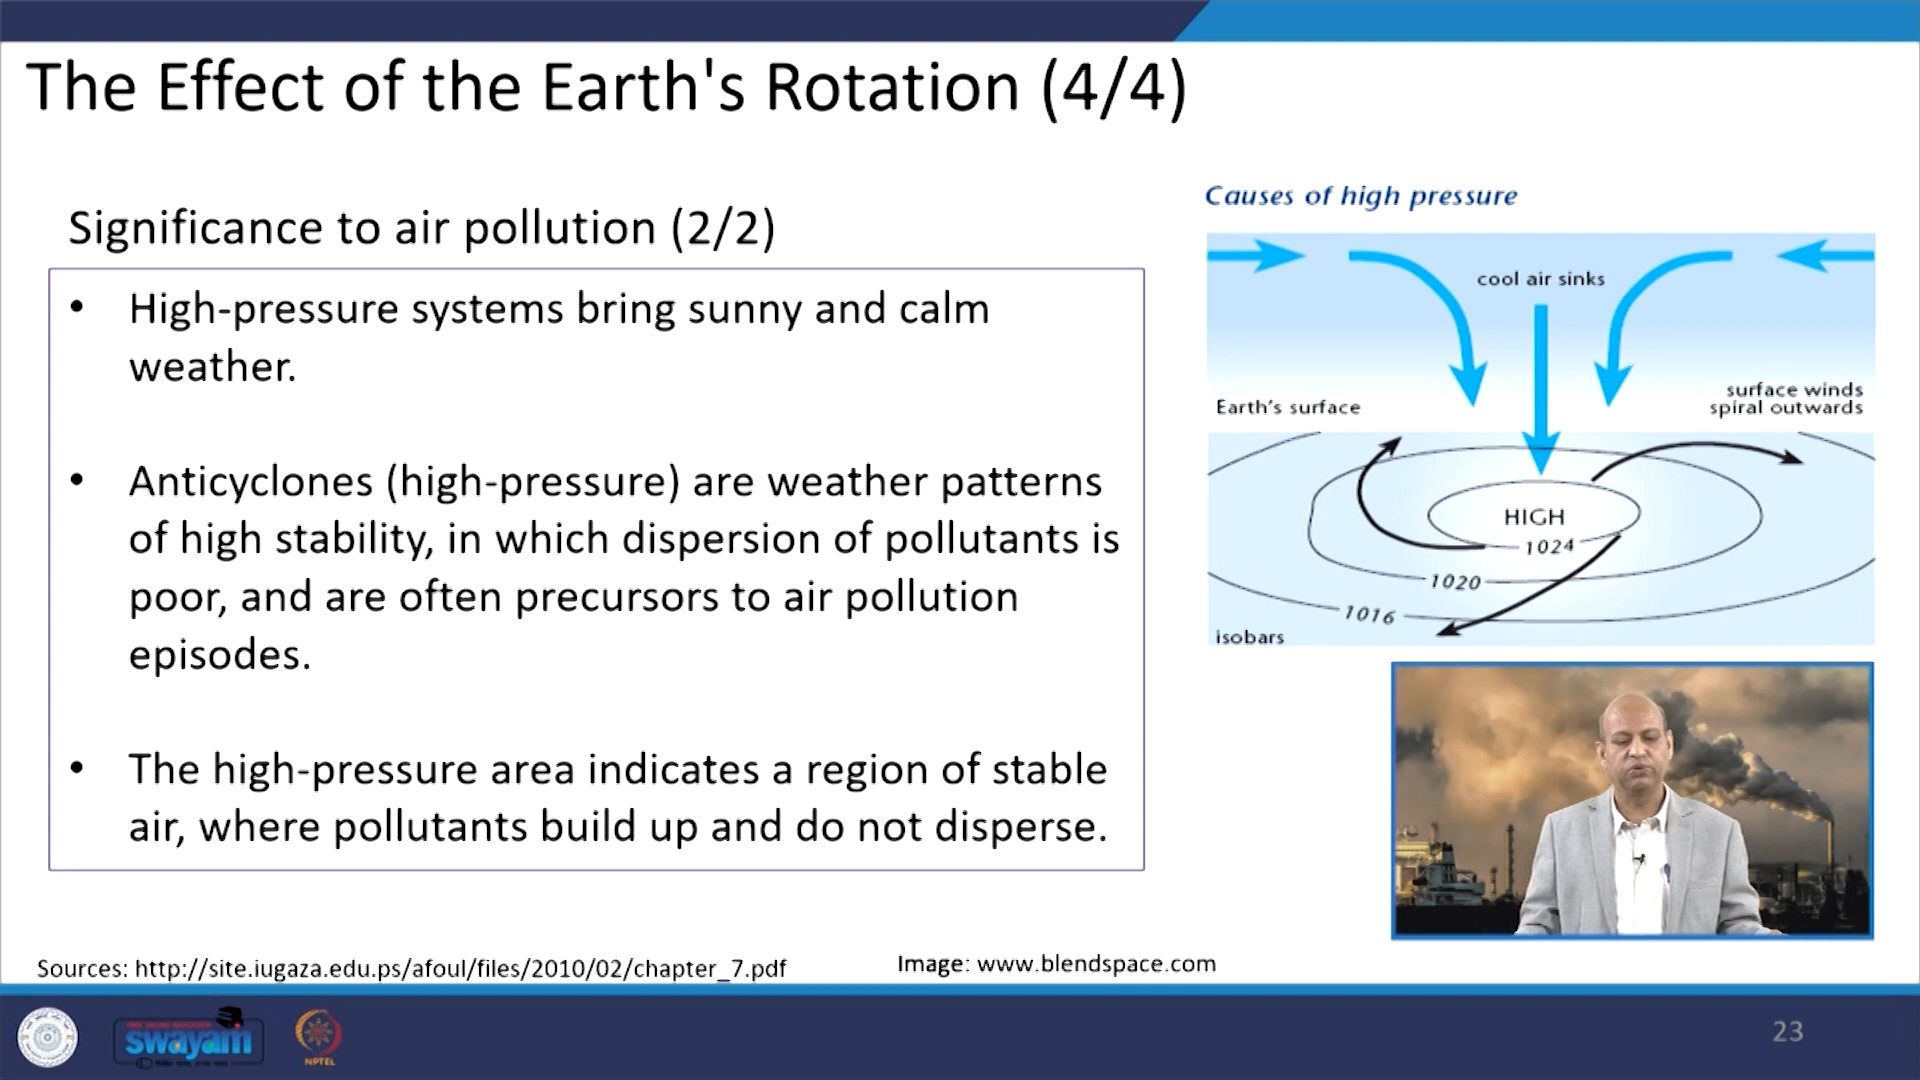 The Effect of the Earth's Rotation (4/4)
Significance to air pollution (2/2)
• High-pressure systems bring sunny and calm
weather.
• Anticyclones (high-pressure) are weather patterns
of high stability, in which dispersion of pollutants is
poor, and are often precursors to air pollution
episodes.
• The high-pressure area indicates a region of stable
air, where pollutants build up and do not disperse.
Causes of high pressure
cool air sinks
Earth's surface
surface winds
spiral outwards
HIGH
1024
1020
1016
isobars
Sources: http://site.iugaza.edu.ps/afoul/files/2010/02/chapter_7.pdf
Image: www.blendspace.com
swayam
NPTEL
23